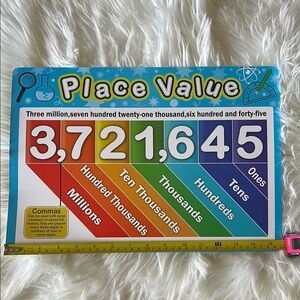 Place Value
Three million,seven hundred twenty-one thousand,six hundred and forty-five
3,721,645
Millions
Hundred Thousands
Ten Thousands
Thousands
Hundreds
Tens
Ones
Commas